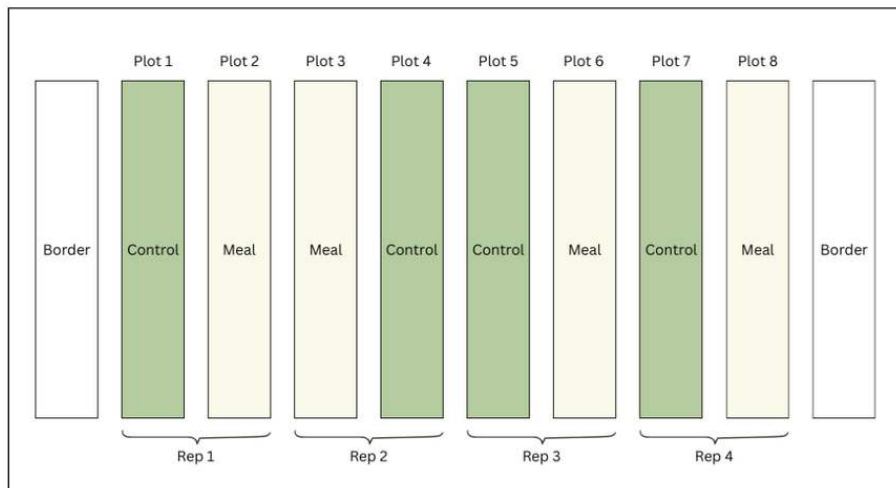 Plot 1 Plot 2 Plot 3 Plot 4 Plot 5 Plot 6 Plot 7 Plot 8
Border Control Meal Meal Control Control Meal Control Meal Border
Rep 1 Rep 2 Rep 3 Rep 4